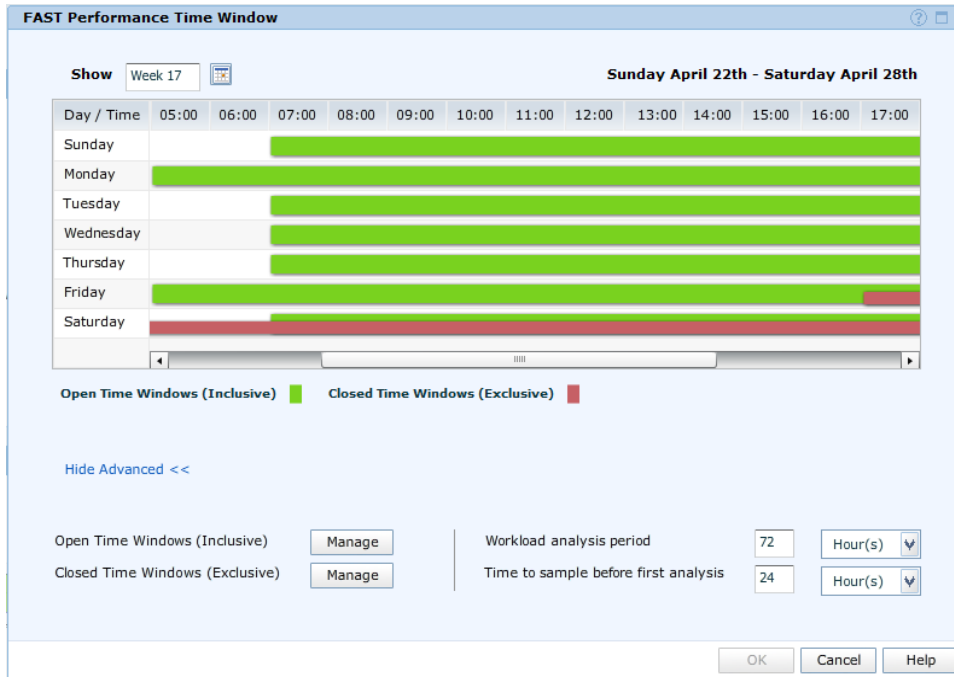 FAST Performance Time Window
Show Week 17 Sunday April 22th - Saturday April 28th
Day / Time 05:00 06:00 07:00 08:00 09:00 10:00 11:00 12:00 13:00 14:00 15:00 16:00 17:00
Sunday
Monday
Tuesday
Wednesday
Thursday
Friday
Saturday
Open Time Windows (Inclusive) Closed Time Windows (Exclusive)
Hide Advanced <<
Open Time Windows (Inclusive) Manage Workload analysis period 72 Hour(s)
Closed Time Windows (Exclusive) Manage Time to sample before first analysis 24 Hour(s)
OK Cancel Help